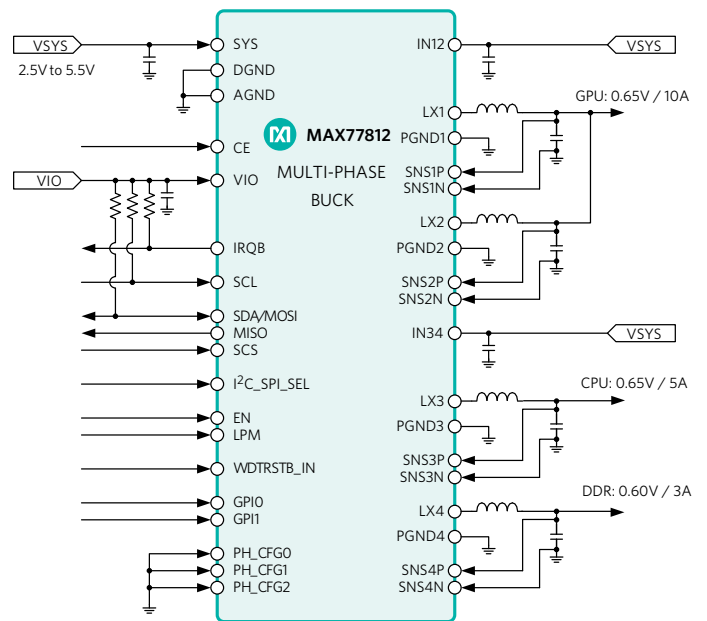 VSYS
2.5V to 5.5V
SYS
DGND
AGND
CE
VIO
VIO
IRQB
SCL
SDA/MOSI
MISO
SCS
I²C_SPI_SEL
EN
LPM
WDTRSTB_IN
GPI0
GPI1
PH_CFG0
PH_CFG1
PH_CFG2
MAX77812
MULTI-PHASE
BUCK
IN12
VSYS
GPU: 0.65V / 10A
LX1
PGND1
SNS1P
SNS1N
LX2
PGND2
SNS2P
SNS2N
IN34
VSYS
CPU: 0.65V / 5A
LX3
PGND3
SNS3P
SNS3N
DDR: 0.60V / 3A
LX4
PGND4
SNS4P
SNS4N